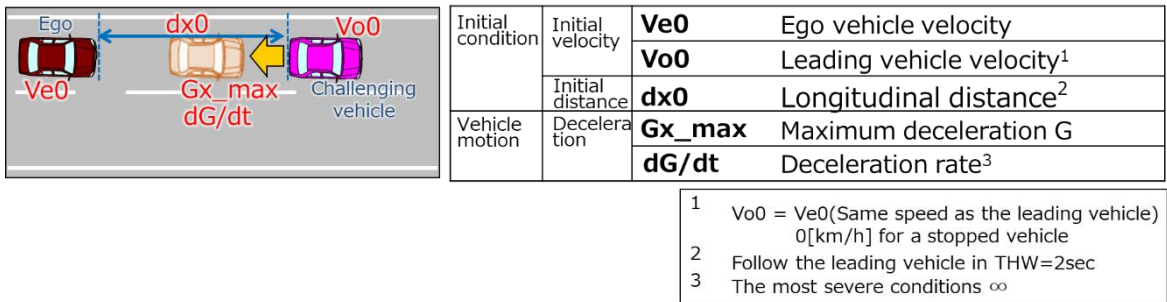 Ego
dx0
Vo0
Ve0
Gx_max
dG/dt
Challenging
vehicle
Initial
condition
Initial
velocity
Ve0 Ego vehicle velocity
Vo0 Leading vehicle velocity¹
Initial
distance
dx0 Longitudinal distance²
Vehicle
motion
Decelera
tion
Gx_max Maximum deceleration G
dG/dt Deceleration rate³
1 Vo0 = Ve0(Same speed as the leading vehicle)
0[km/h] for a stopped vehicle
2 Follow the leading vehicle in THW=2sec
3 The most severe conditions ∞